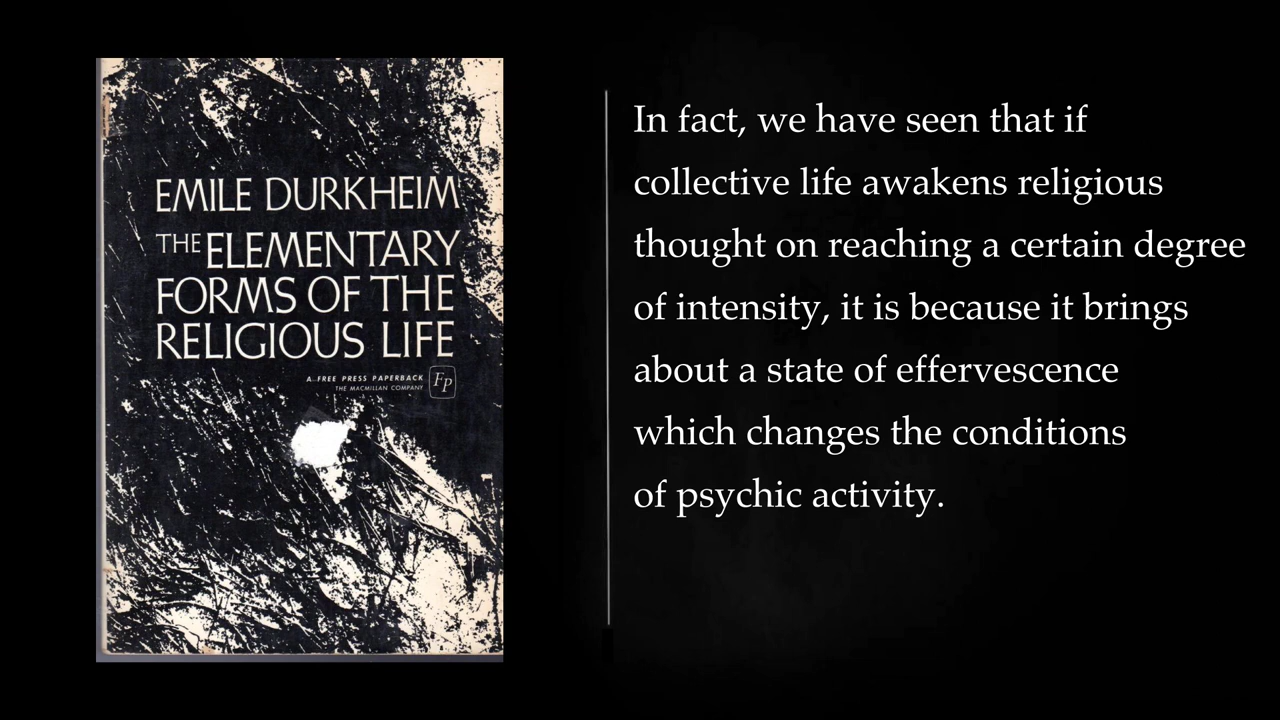 EMILE DURKHEIM
THE ELEMENTARY
FORMS OF THE
RELIGIOUS LIFE
A FREE PRESS PAPERBACK
THE MACMILLAN COMPANY
Fp
In fact, we have seen that if
collective life awakens religious
thought on reaching a certain degree
of intensity, it is because it brings
about a state of effervescence
which changes the conditions
of psychic activity.